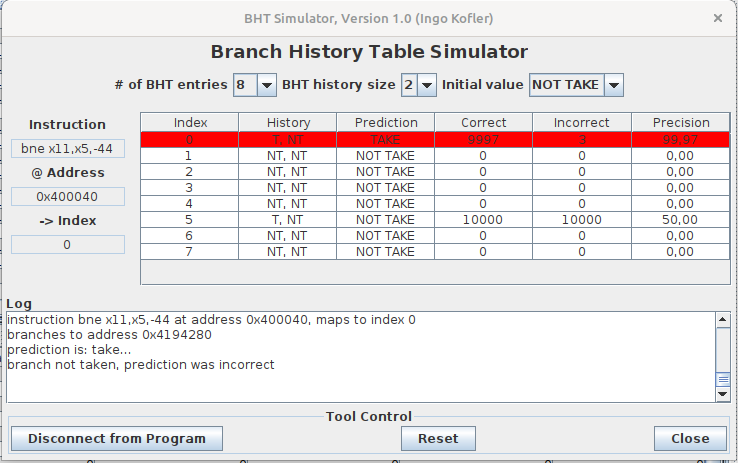 BHT Simulator, Version 1.0 (Ingo Kofler)
Branch History Table Simulator
# of BHT entries 8 BHT history size 2 Initial value NOT TAKE
Instruction
bne x11,x5,-44
@ Address
0x400040
-> Index
0
Index History Prediction Correct Incorrect Precision
0 T, NT TAKE 9997 3 99,97
1 NT, NT NOT TAKE 0 0 0,00
2 NT, NT NOT TAKE 0 0 0,00
3 NT, NT NOT TAKE 0 0 0,00
4 NT, NT NOT TAKE 0 0 0,00
5 T, NT NOT TAKE 10000 10000 50,00
6 NT, NT NOT TAKE 0 0 0,00
7 NT, NT NOT TAKE 0 0 0,00
Log
instruction bne x11,x5,-44 at address 0x400040, maps to index 0
branches to address 0x4194280
prediction is: take...
branch not taken, prediction was incorrect
Tool Control
Disconnect from Program Reset Close